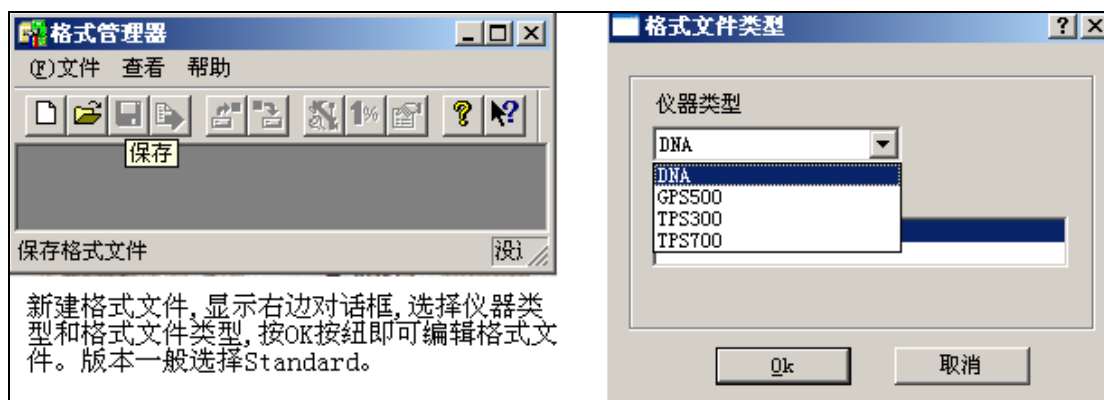 格式管理器
(F)文件 查看 帮助
1%
保存
保存格式文件
新建格式文件,显示右边对话框,选择仪器类
型和格式文件类型,按OK按钮即可编辑格式文
件。版本一般选择Standard。
格式文件类型
仪器类型
DNA
DNA
GPS500
TPS300
TPS700
Ok
取消